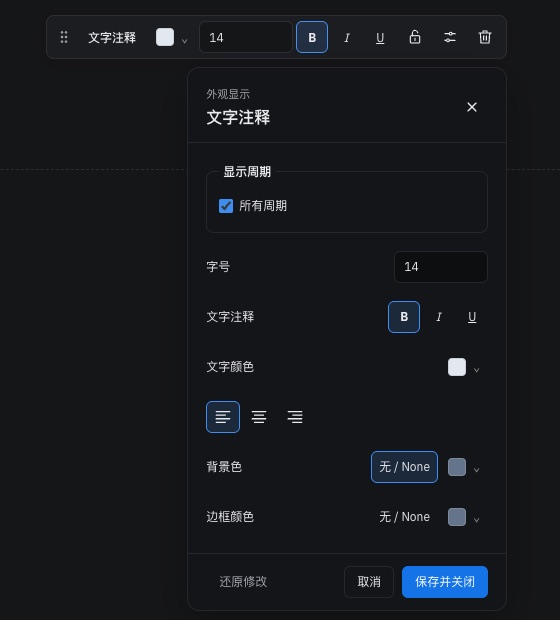 文字注释 14 B I U
外观显示
文字注释
显示周期
所有周期
字号 14
文字注释 B I U
文字颜色
背景色 无 / None
边框颜色 无 / None
还原修改 取消 保存并关闭